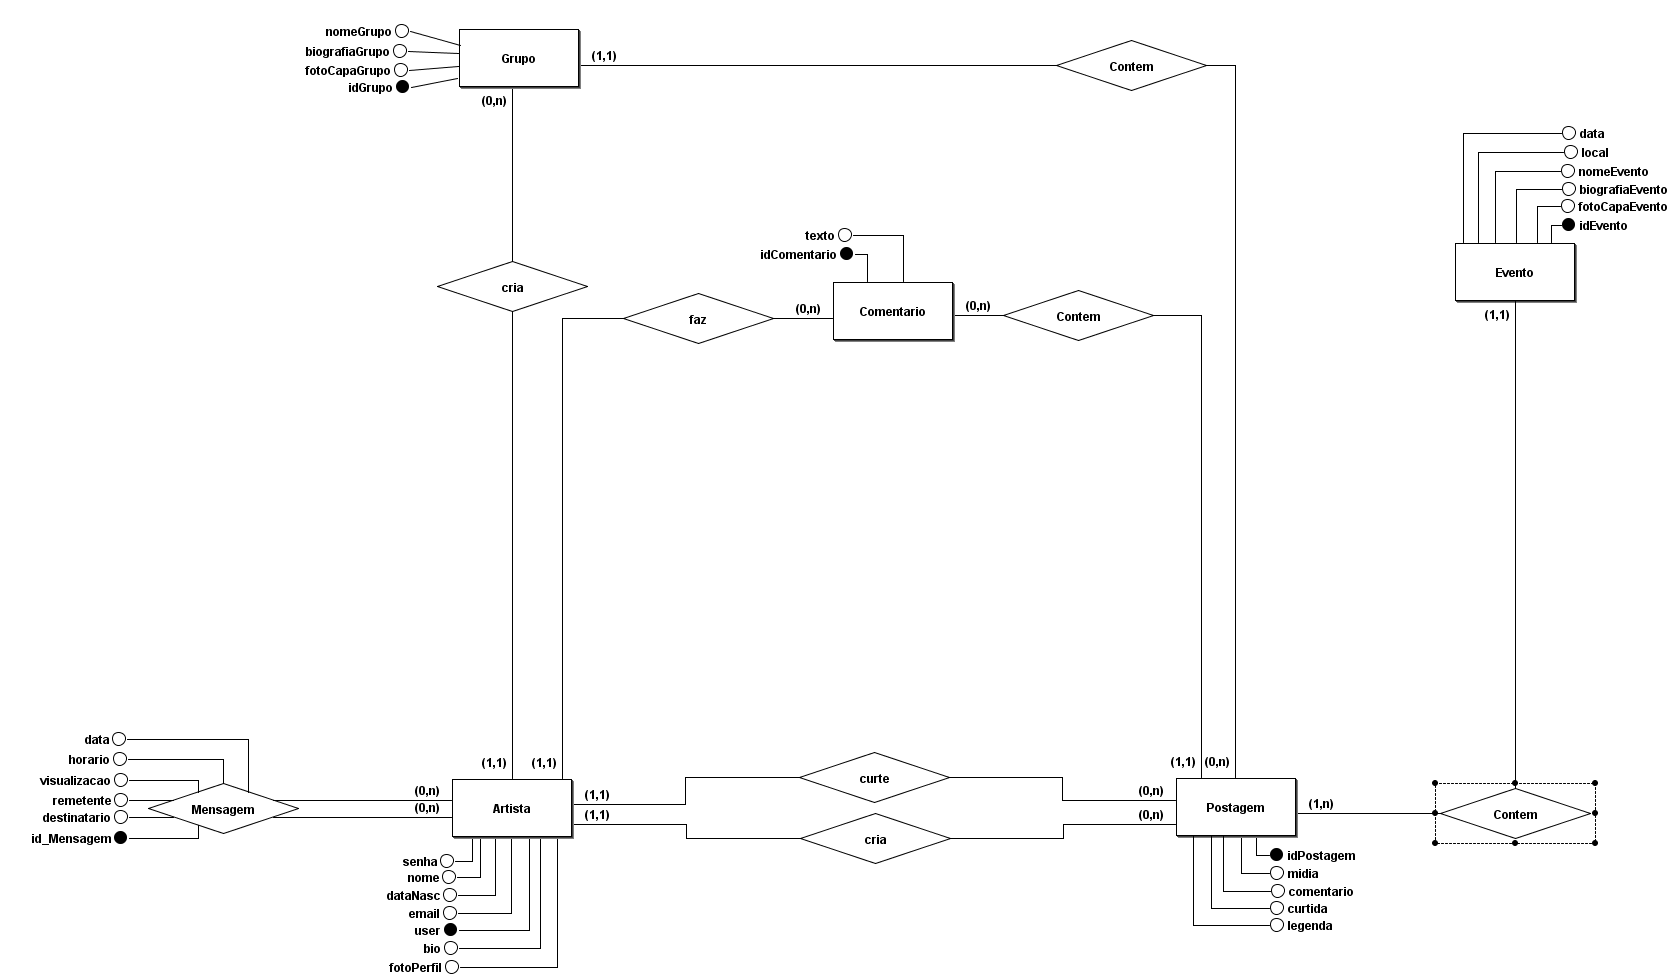 nomeGrupo
biografiaGrupo
fotoCapaGrupo
idGrupo
Grupo
(1,1)
Contem
(0,n)
data
local
nomeEvento
biografiaEvento
fotoCapaEvento
idEvento
Evento
(1,1)
texto
idComentario
cria
faz
(0,n)
Comentario
(0,n)
Contem
(1,1)
(1,1)
(1,1)
(0,n)
data
horario
visualizacao
remetente
destinatario
id_Mensagem
Mensagem
(0,n)
(0,n)
Artista
(1,1)
(1,1)
curte
cria
(0,n)
(0,n)
Postagem
(1,n)
Contem
senha
nome
dataNasc
email
user
bio
fotoPerfil
idPostagem
midia
comentario
curtida
legenda